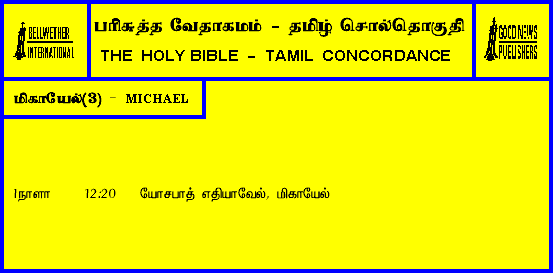 BELLWETHER
INTERNATIONAL
பரிசுத்த வேதாகமம் - தமிழ் சொல்தொகுதி
THE HOLY BIBLE - TAMIL CONCORDANCE
GOOD NEWS
PUBLISHERS
மிகாயேல்(3) - MICHAEL
1நாளா 12:20 யோசபாத் எதியாவேல், மிகாயேல்